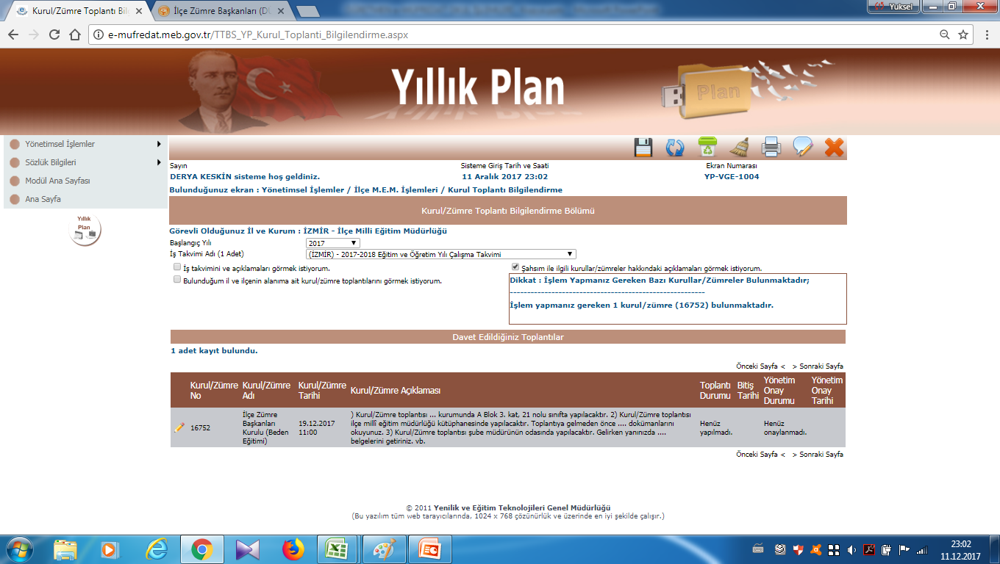 Kurul/Zümre Toplantı Bil
İlçe Zümre Başkanları (DÜ
Yüksel
e-mufredat.meb.gov.tr/TTBS_YP_Kurul_Toplanti_Bilgilendirme.aspx
Yıllık Plan
Plan
Yönetimsel İşlemler
Sözlük Bilgileri
Modül Ana Sayfası
Ana Sayfa
Yıllık
Plan
Sayın
Sisteme Giriş Tarih ve Saati
Ekran Numarası
DERYA KESKİN sisteme hoş geldiniz.
11 Aralık 2017 23:02
YP-VGE-1004
Bulunduğunuz ekran : Yönetimsel İşlemler / İlçe M.E.M. İşlemleri / Kurul Toplantı Bilgilendirme
Kurul/Zümre Toplantı Bilgilendirme Bölümü
Görevli Olduğunuz İl ve Kurum : İZMİR - İlçe Milli Eğitim Müdürlüğü
Başlangıç Yılı
2017
İş Takvimi Adı (1 Adet)
(İZMİR) - 2017-2018 Eğitim ve Öğretim Yılı Çalışma Takvimi
İş takvimini ve açıklamaları görmek istiyorum.
Şahsım ile ilgili kurullar/zümreler hakkındaki açıklamaları görmek istiyorum.
Bulunduğum il ve ilçenin alanıma ait kurul/zümre toplantılarını görmek istiyorum.
Dikkat : İşlem Yapmanız Gereken Bazı Kurullar/Zümreler Bulunmaktadır;
--------------------------------------------------------
İşlem yapmanız gereken 1 kurul/zümre (16752) bulunmaktadır.
Davet Edildiğiniz Toplantılar
1 adet kayıt bulundu.
Önceki Sayfa < > Sonraki Sayfa
Kurul/Zümre No
Kurul/Zümre Adı
Kurul/Zümre Tarihi
Kurul/Zümre Açıklaması
Toplantı Durumu
Bitiş Tarihi
Yönetim Onay Durumu
Yönetim Onay Tarihi
16752
İlçe Zümre
Başkanları
Kurulu (Beden
Eğitimi)
19.12.2017
11:00
) Kurul/Zümre toplantısı ... kurumunda A Blok 3. kat, 21 nolu sınıfta yapılacaktır. 2) Kurul/Zümre toplantısı
ilçe millî eğitim müdürlüğü kütüphanesinde yapılacaktır. Toplantıya gelmeden önce .... dokümanlarını
okuyunuz. 3) Kurul/Zümre toplantısı şube müdürünün odasında yapılacaktır. Gelirken yanınızda ....
belgelerini getiriniz. vb.
Henüz
yapılmadı.
Henüz
onaylanmadı.
Önceki Sayfa < > Sonraki Sayfa
© 2011 Yenilik ve Eğitim Teknolojileri Genel Müdürlüğü
(Bu yazılım tüm web tarayıcılarında, 1024 x 768 çözünürlük ve üzerinde en iyi şekilde çalışır.)
23:02
11.12.2017